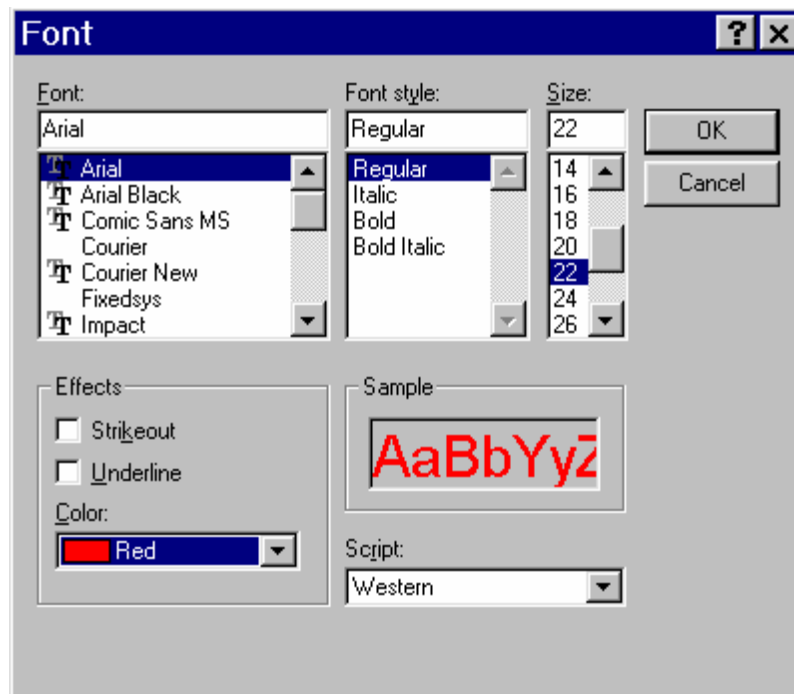 Font
Font:
Arial
Arial
Arial Black
Comic Sans MS
Courier
Courier New
Fixedsys
Impact
Font style:
Regular
Regular
Italic
Bold
Bold Italic
Size:
22
14
16
18
20
22
24
26
OK
Cancel
Effects
Strikeout
Underline
Color:
Red
Sample
AaBbYyZ
Script:
Western